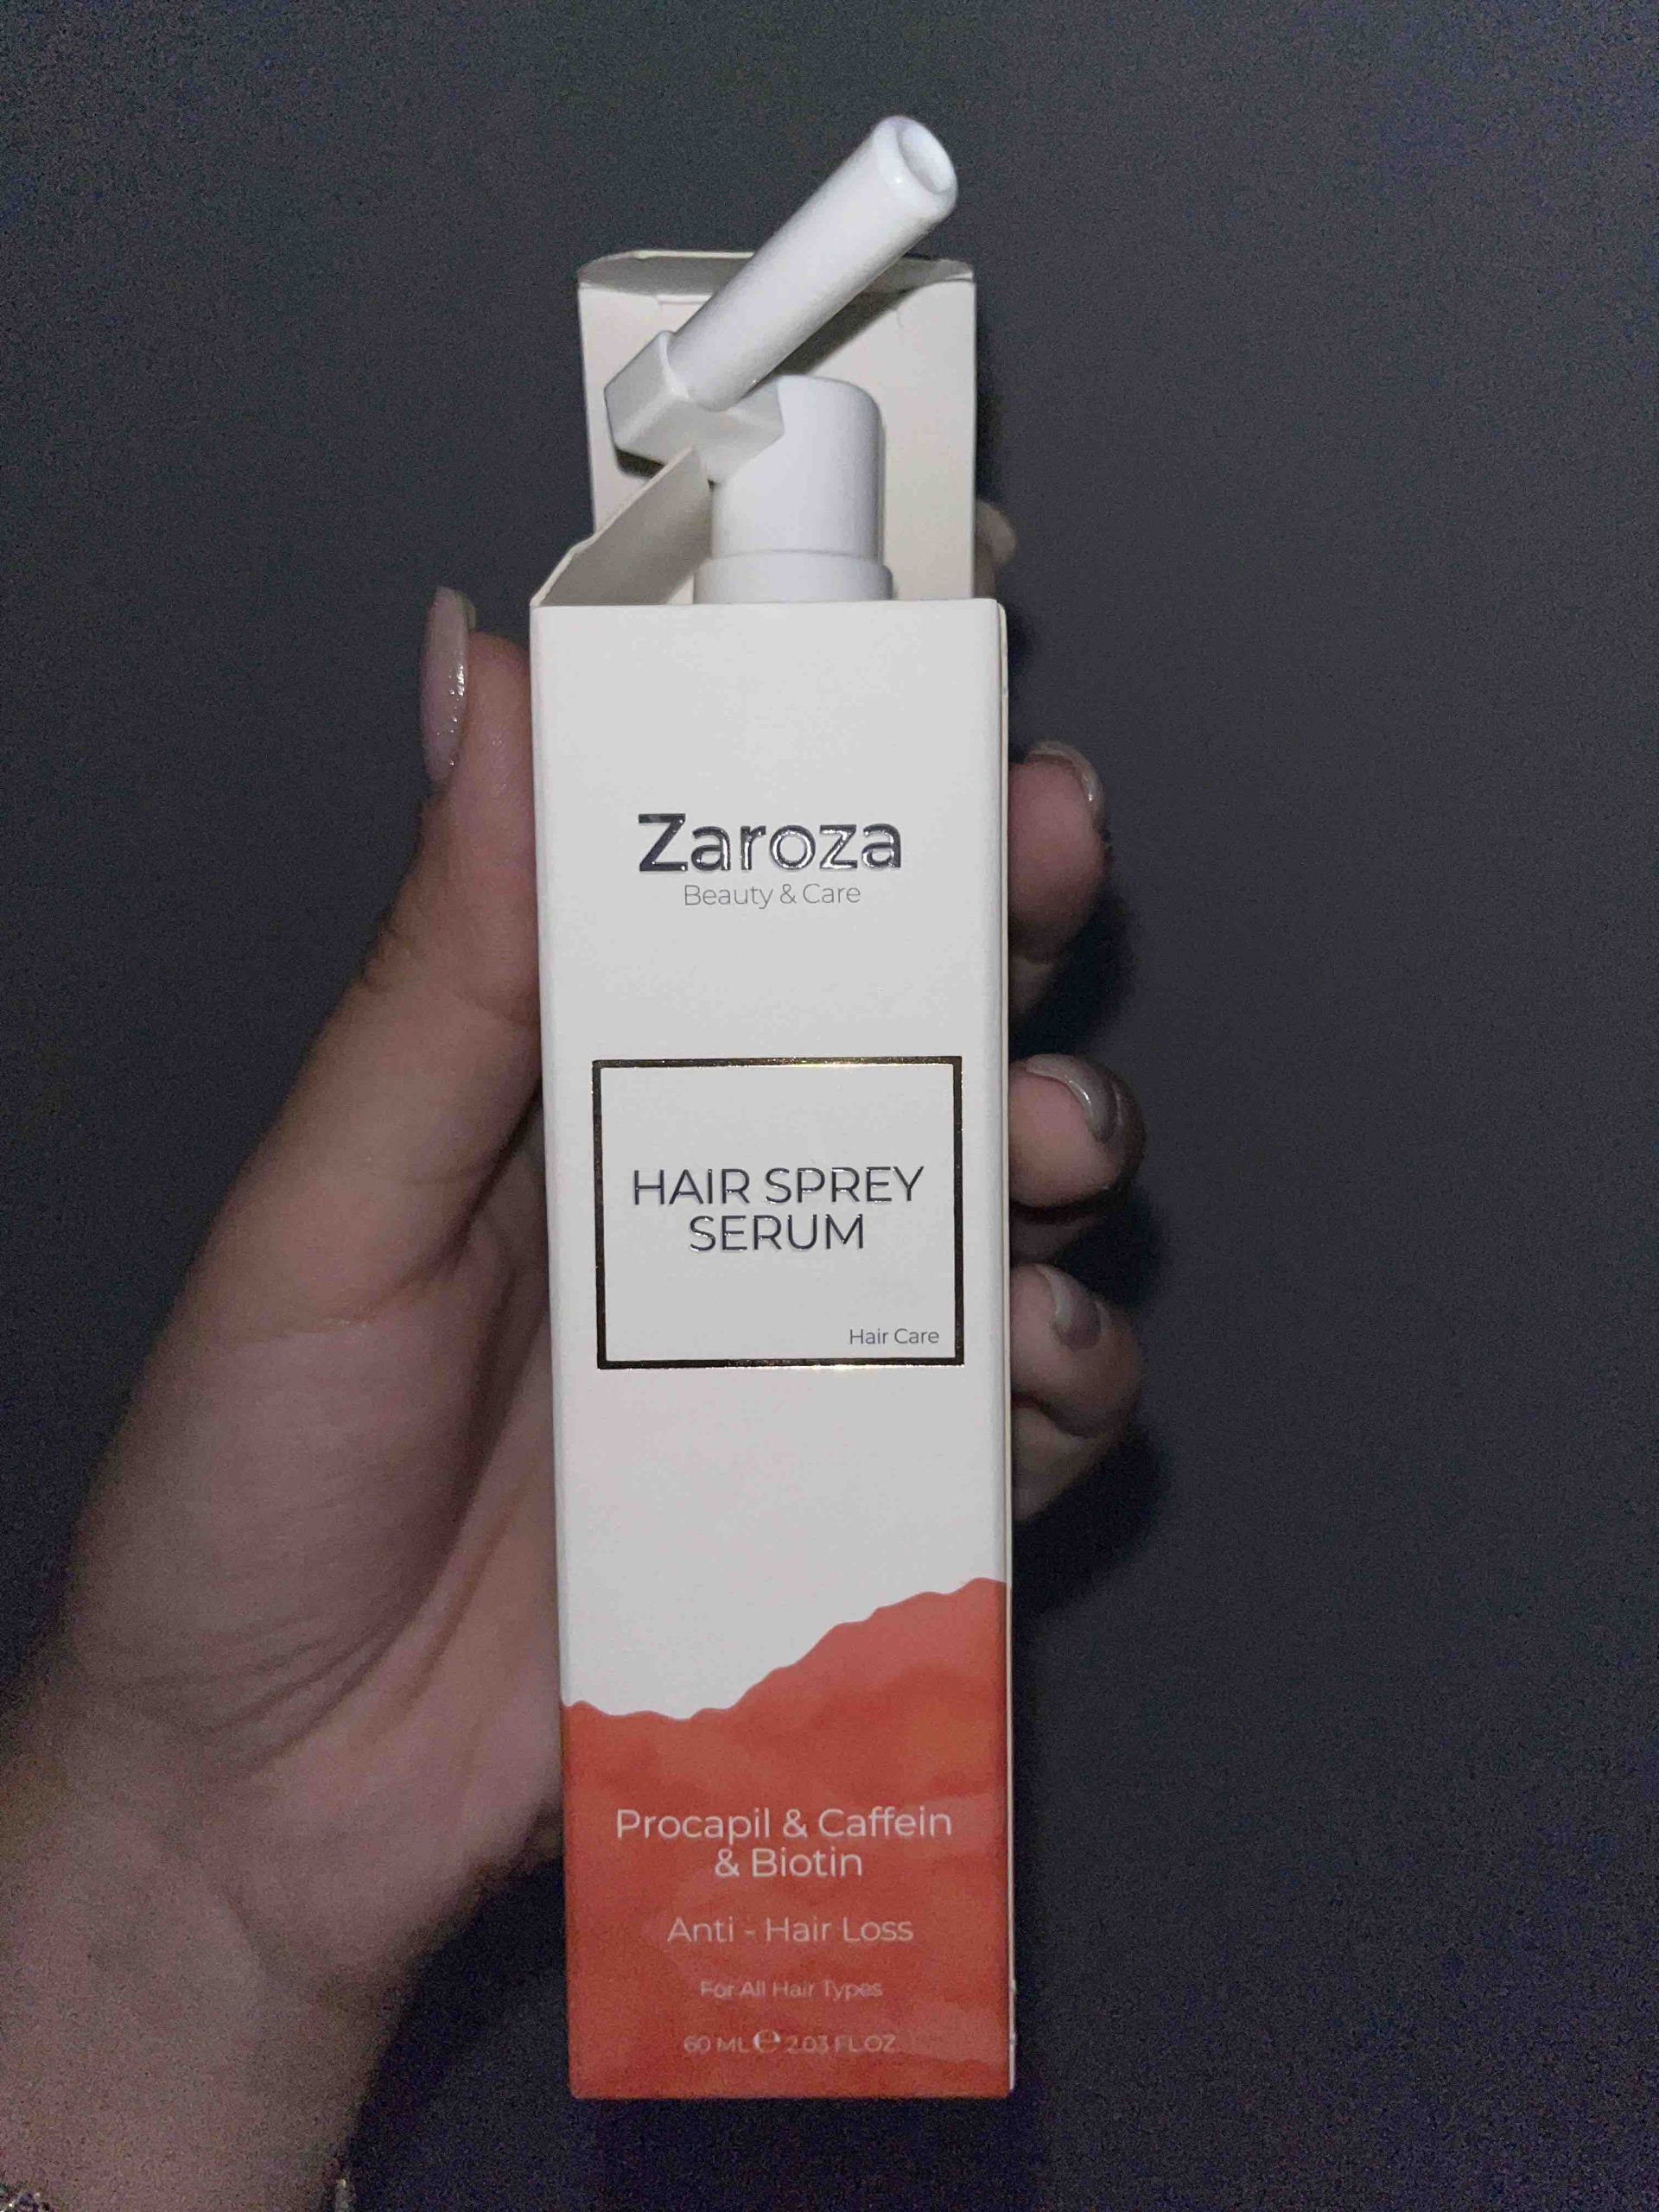 Zaroza
Beauty & Care
HAIR SPREY
SERUM
Hair Care
Procapil & Caffein
& Biotin
Anti - Hair Loss
For All Hair Types
60 ML ℮ 2.03 FL.OZ.